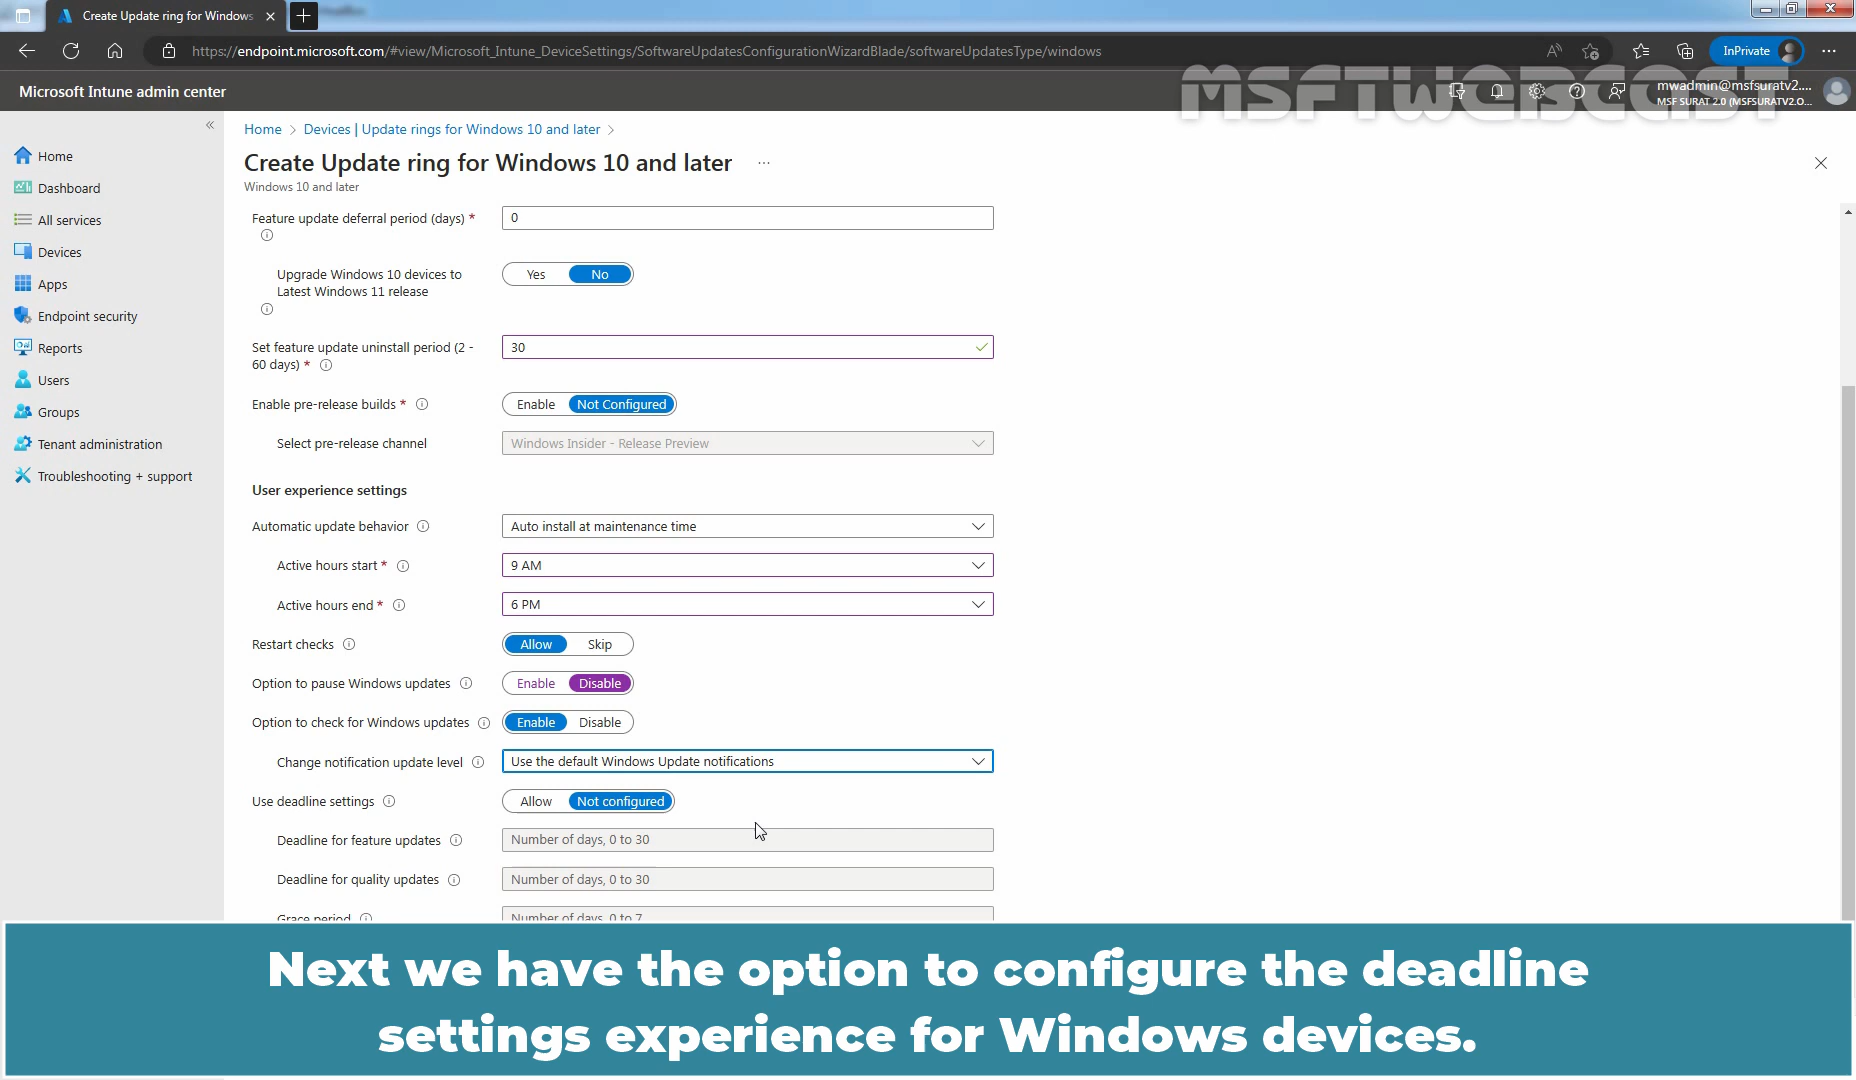 Create Update ring for Windows
https://endpoint.microsoft.com/#view/Microsoft_Intune_DeviceSettings/SoftwareUpdatesConfigurationWizardBlade/softwareUpdatesType/windows
InPrivate
Microsoft Intune admin center
MSFTWEBCAST
mwadmin@msfsuratv2....
MSF SURAT 2.0 (MSFSURATV2.O...
Home > Devices | Update rings for Windows 10 and later >
Create Update ring for Windows 10 and later ...
Windows 10 and later
Home
Dashboard
All services
Devices
Apps
Endpoint security
Reports
Users
Groups
Tenant administration
Troubleshooting + support
Feature update deferral period (days) * 0
Upgrade Windows 10 devices to Yes No
Latest Windows 11 release
Set feature update uninstall period (2 - 30
60 days) *
Enable pre-release builds * Enable Not Configured
Select pre-release channel Windows Insider - Release Preview
User experience settings
Automatic update behavior Auto install at maintenance time
Active hours start * 9 AM
Active hours end * 6 PM
Restart checks Allow Skip
Option to pause Windows updates Enable Disable
Option to check for Windows updates Enable Disable
Change notification update level Use the default Windows Update notifications
Use deadline settings Allow Not configured
Deadline for feature updates Number of days, 0 to 30
Deadline for quality updates Number of days, 0 to 30
Grace period Number of days, 0 to 7
Next we have the option to configure the deadline
settings experience for Windows devices.